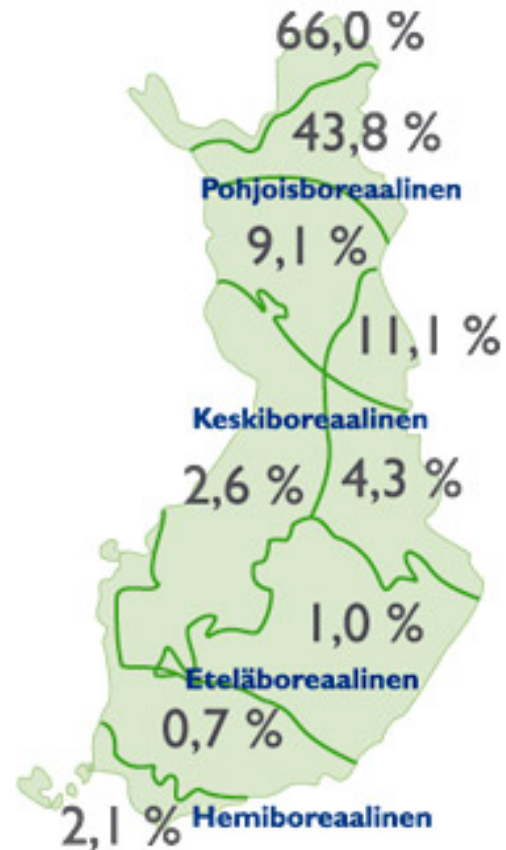 66,0 %
43,8 %
Pohjoisboreaalinen
9,1 %
11,1 %
Keskiboreaalinen
2,6 %
4,3 %
1,0 %
Eteläboreaalinen
0,7 %
2,1 %
Hemiboreaalinen